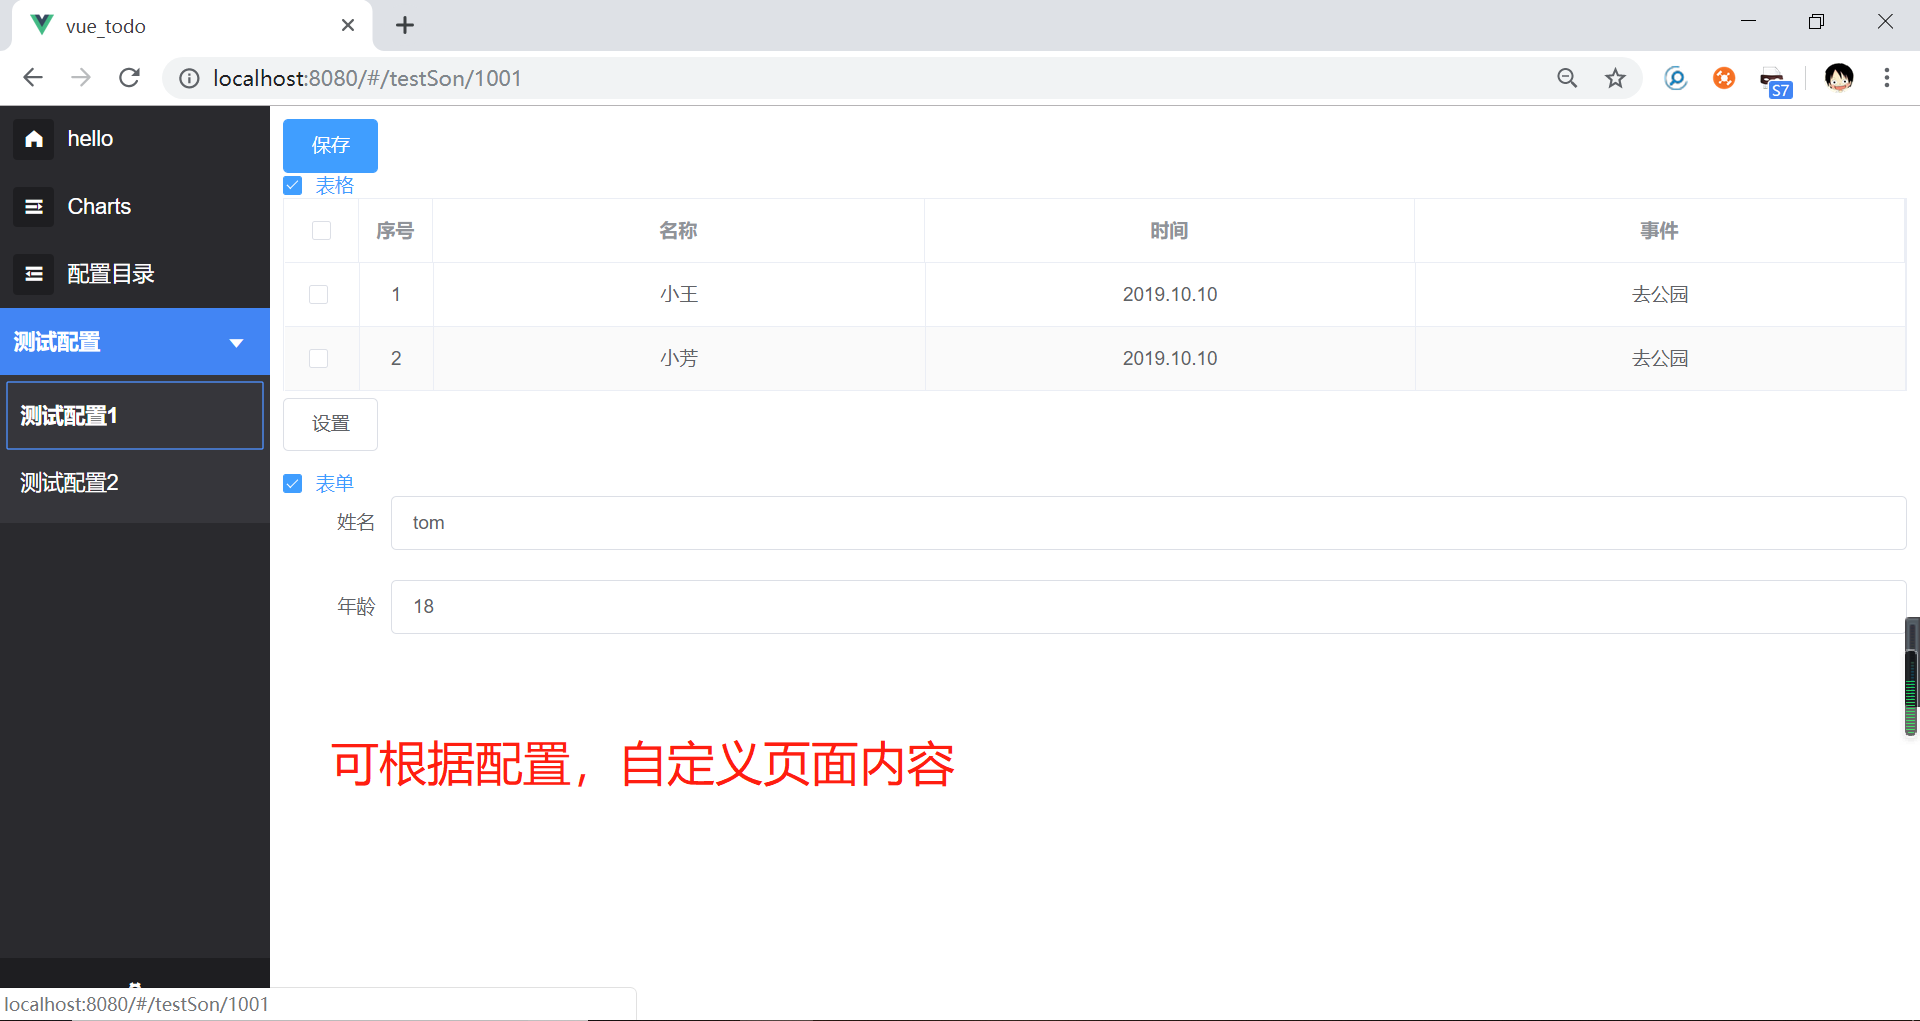 vue_todo
localhost:8080/#/testSon/1001
S7
hello
Charts
配置目录
测试配置
测试配置1
测试配置2
保存
表格
序号 名称 时间 事件
1 小王 2019.10.10 去公园
2 小芳 2019.10.10 去公园
设置
表单
姓名 tom
年龄 18
可根据配置，自定义页面内容
localhost:8080/#/testSon/1001